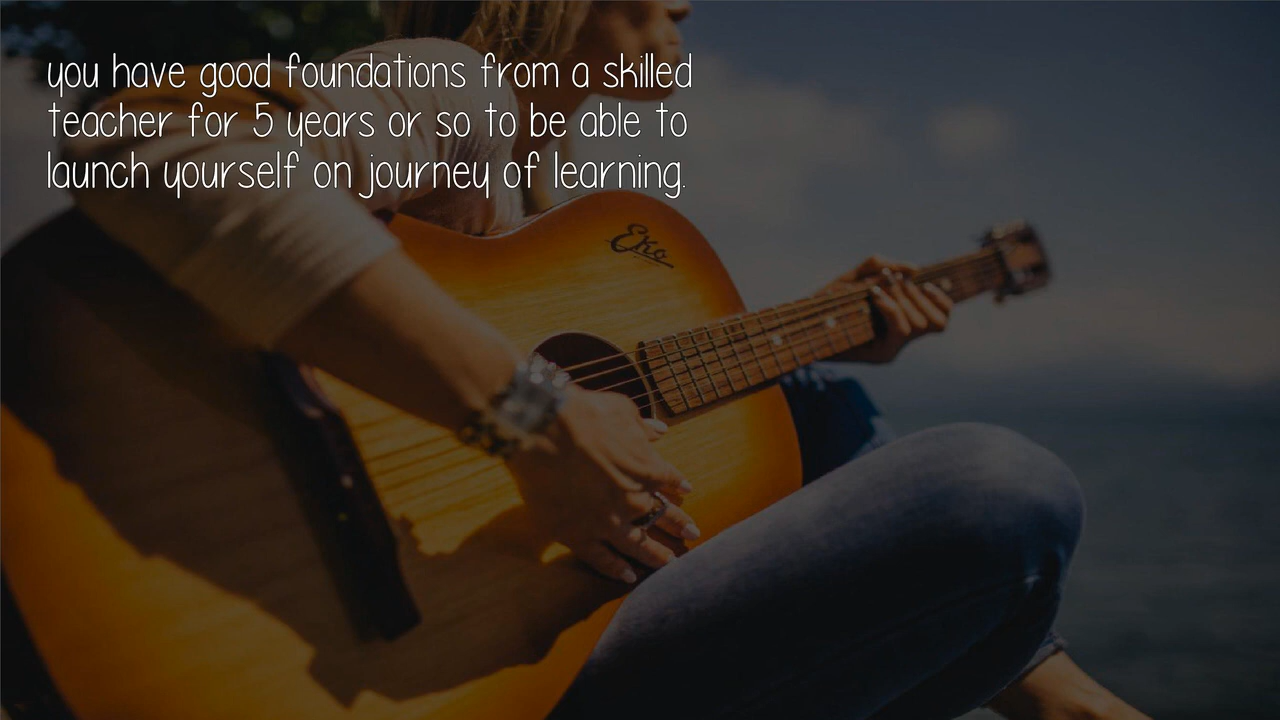 you have good foundations from a skilled
teacher for 5 years or so to be able to
launch yourself on journey of learning.
Eko